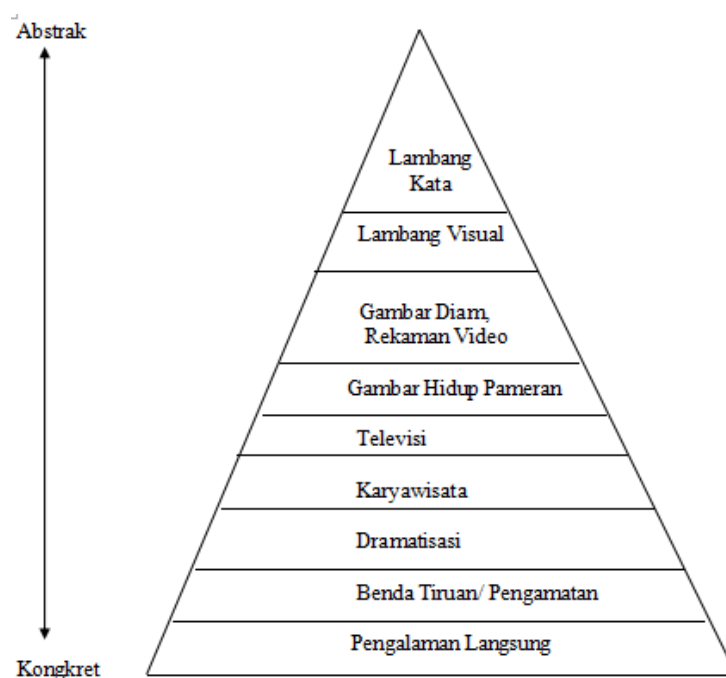 Abstrak
Lambang
Kata
Lambang Visual
Gambar Diam,
Rekaman Video
Gambar Hidup Pameran
Televisi
Karyawisata
Dramatisasi
Benda Tiruan/ Pengamatan
Pengalaman Langsung
Kongkret